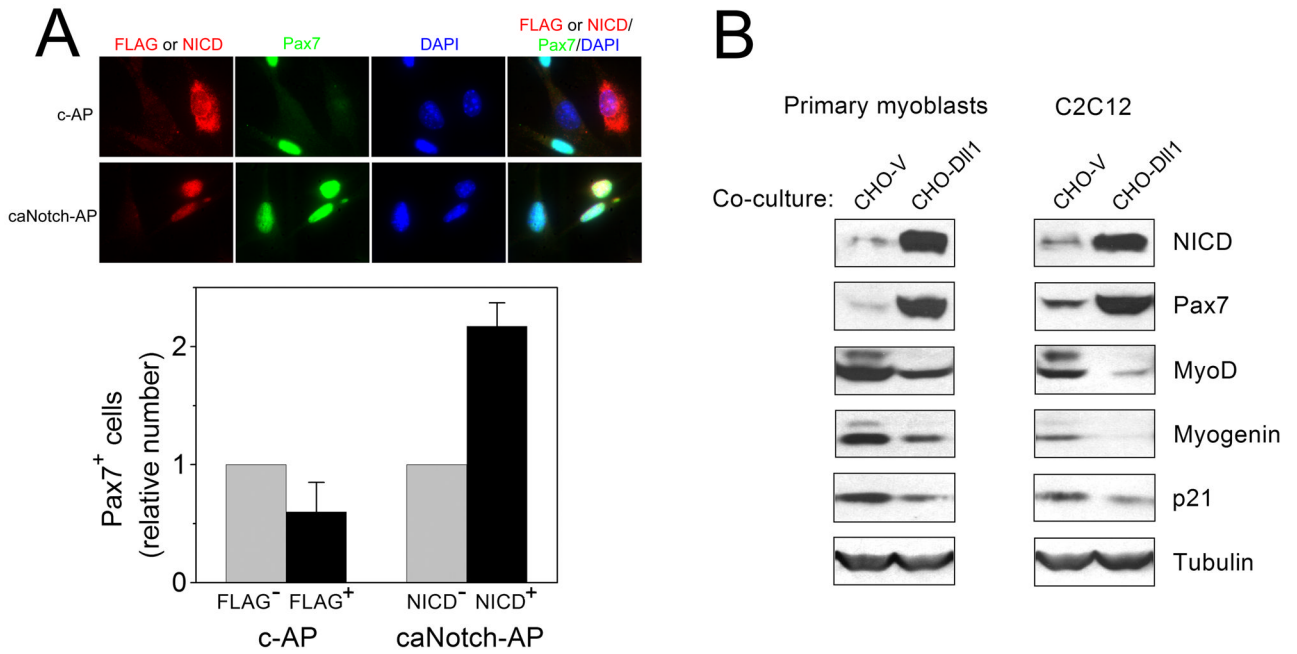 A
FLAG or NICD
Pax7
DAPI
FLAG or NICD/
Pax7/DAPI
c-AP
caNotch-AP
Pax7+ cells
(relative number)
2
1
0
FLAG- FLAG+
NICD- NICD+
c-AP
caNotch-AP
B
Primary myoblasts
C2C12
Co-culture:
CHO-V
CHO-Dll1
CHO-V
CHO-Dll1
NICD
Pax7
MyoD
Myogenin
p21
Tubulin